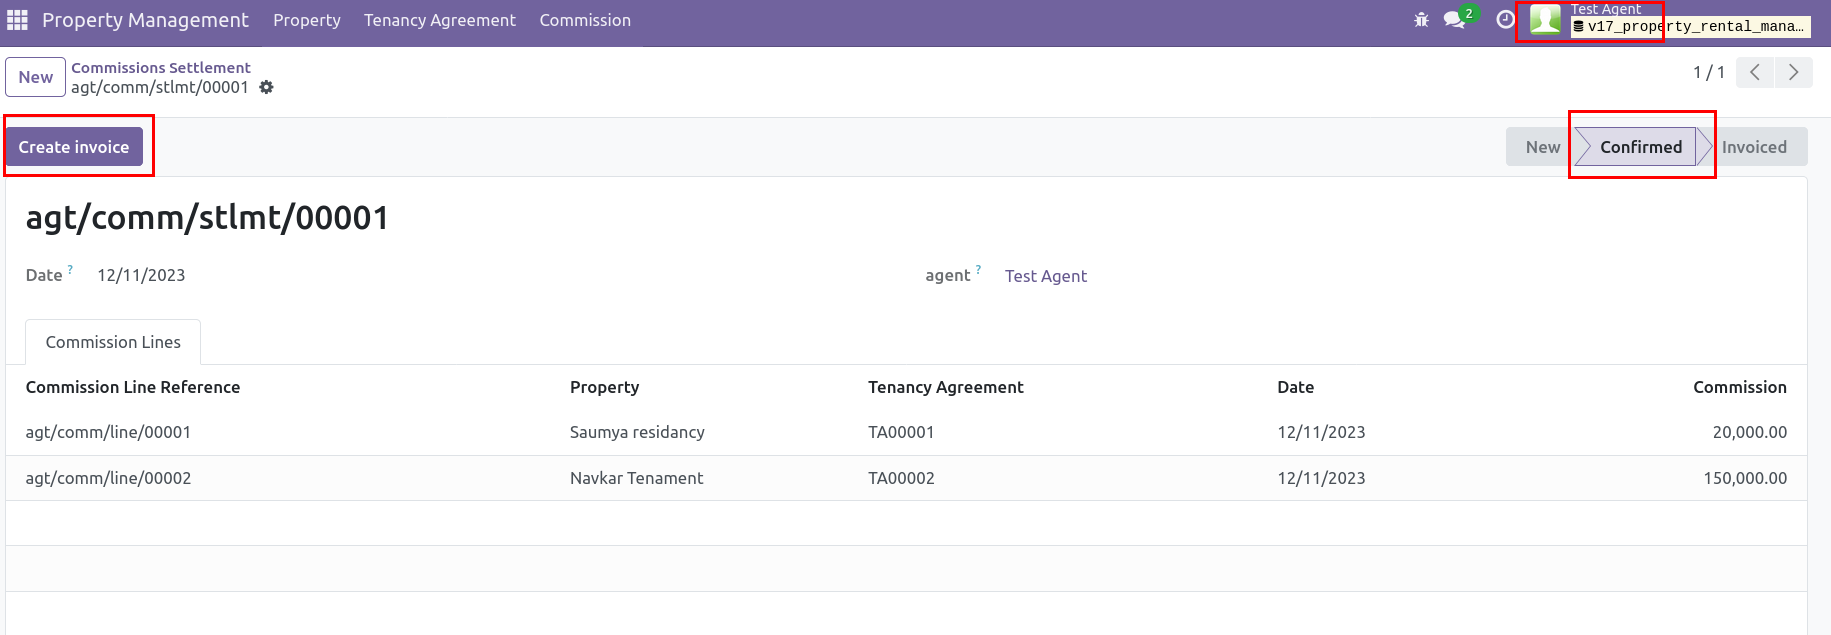 Property Management Property Tenancy Agreement Commission 2 Test Agent
v17_property_rental_mana…
New Commissions Settlement
agt/comm/stlmt/00001 1 / 1
Create invoice New Confirmed Invoiced
agt/comm/stlmt/00001
Date ? 12/11/2023 agent ? Test Agent
Commission Lines
Commission Line Reference Property Tenancy Agreement Date Commission
agt/comm/line/00001 Saumya residancy TA00001 12/11/2023 20,000.00
agt/comm/line/00002 Navkar Tenament TA00002 12/11/2023 150,000.00